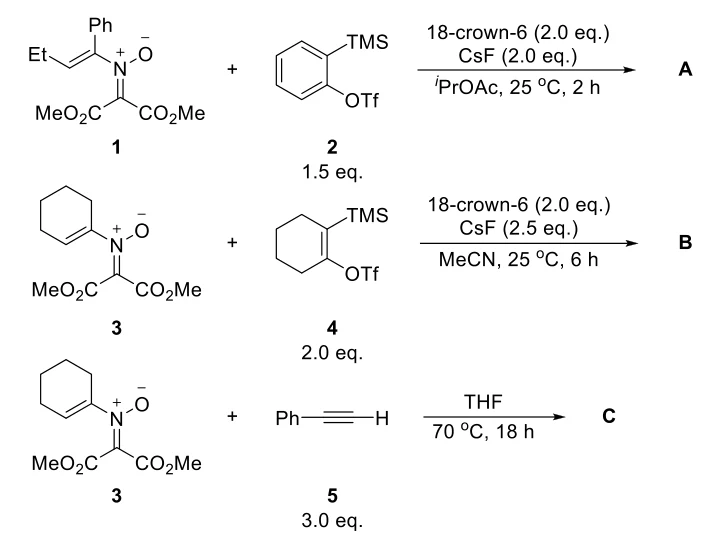 Ph
Et
N + O −
MeO₂C CO₂Me
1
+
TMS
OTf
2
1.5 eq.
18-crown-6 (2.0 eq.)
CsF (2.0 eq.)
ⁱPrOAc, 25 ºC, 2 h
A
N + O −
MeO₂C CO₂Me
3
+
TMS
OTf
4
2.0 eq.
18-crown-6 (2.0 eq.)
CsF (2.5 eq.)
MeCN, 25 ºC, 6 h
B
N + O −
MeO₂C CO₂Me
3
+
Ph H
5
3.0 eq.
THF
70 ºC, 18 h
C